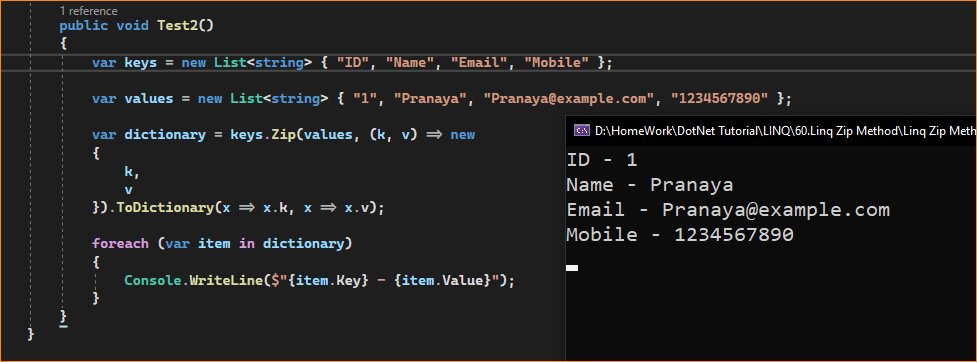 1 reference
public void Test2()
{
var keys = new List<string> { "ID", "Name", "Email", "Mobile" };
var values = new List<string> { "1", "Pranaya", "Pranaya@example.com", "1234567890" };
var dictionary = keys.Zip(values, (k, v) => new
{
k,
v
}).ToDictionary(x => x.k, x => x.v);
foreach (var item in dictionary)
{
Console.WriteLine($"{item.Key} - {item.Value}");
}
}
}
D:\HomeWork\DotNet Tutorial\LINQ\60.Linq Zip Method\Linq Zip Meth
ID - 1
Name - Pranaya
Email - Pranaya@example.com
Mobile - 1234567890